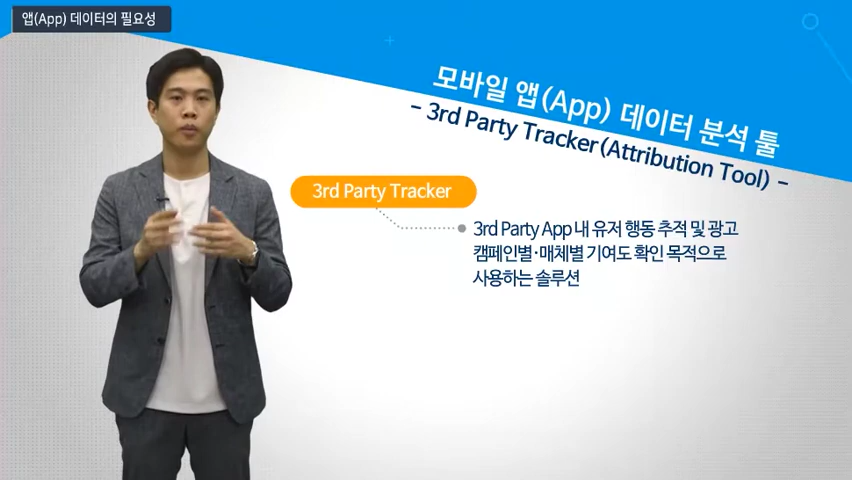 앱(App) 데이터의 필요성
모바일 앱(App) 데이터 분석 툴
- 3rd Party Tracker(Attribution Tool) -
3rd Party Tracker
3rd Party App 내 유저 행동 추적 및 광고
캠페인별·매체별 기여도 확인 목적으로
사용하는 솔루션